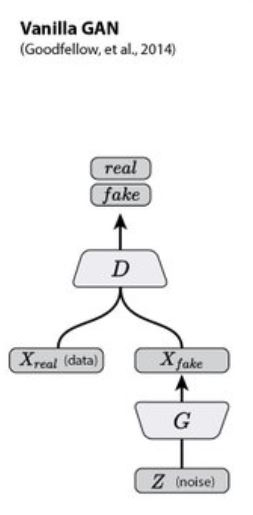 Vanilla GAN
(Goodfellow, et al., 2014)
real
fake
D
X_real (data)
X_fake
G
Z (noise)